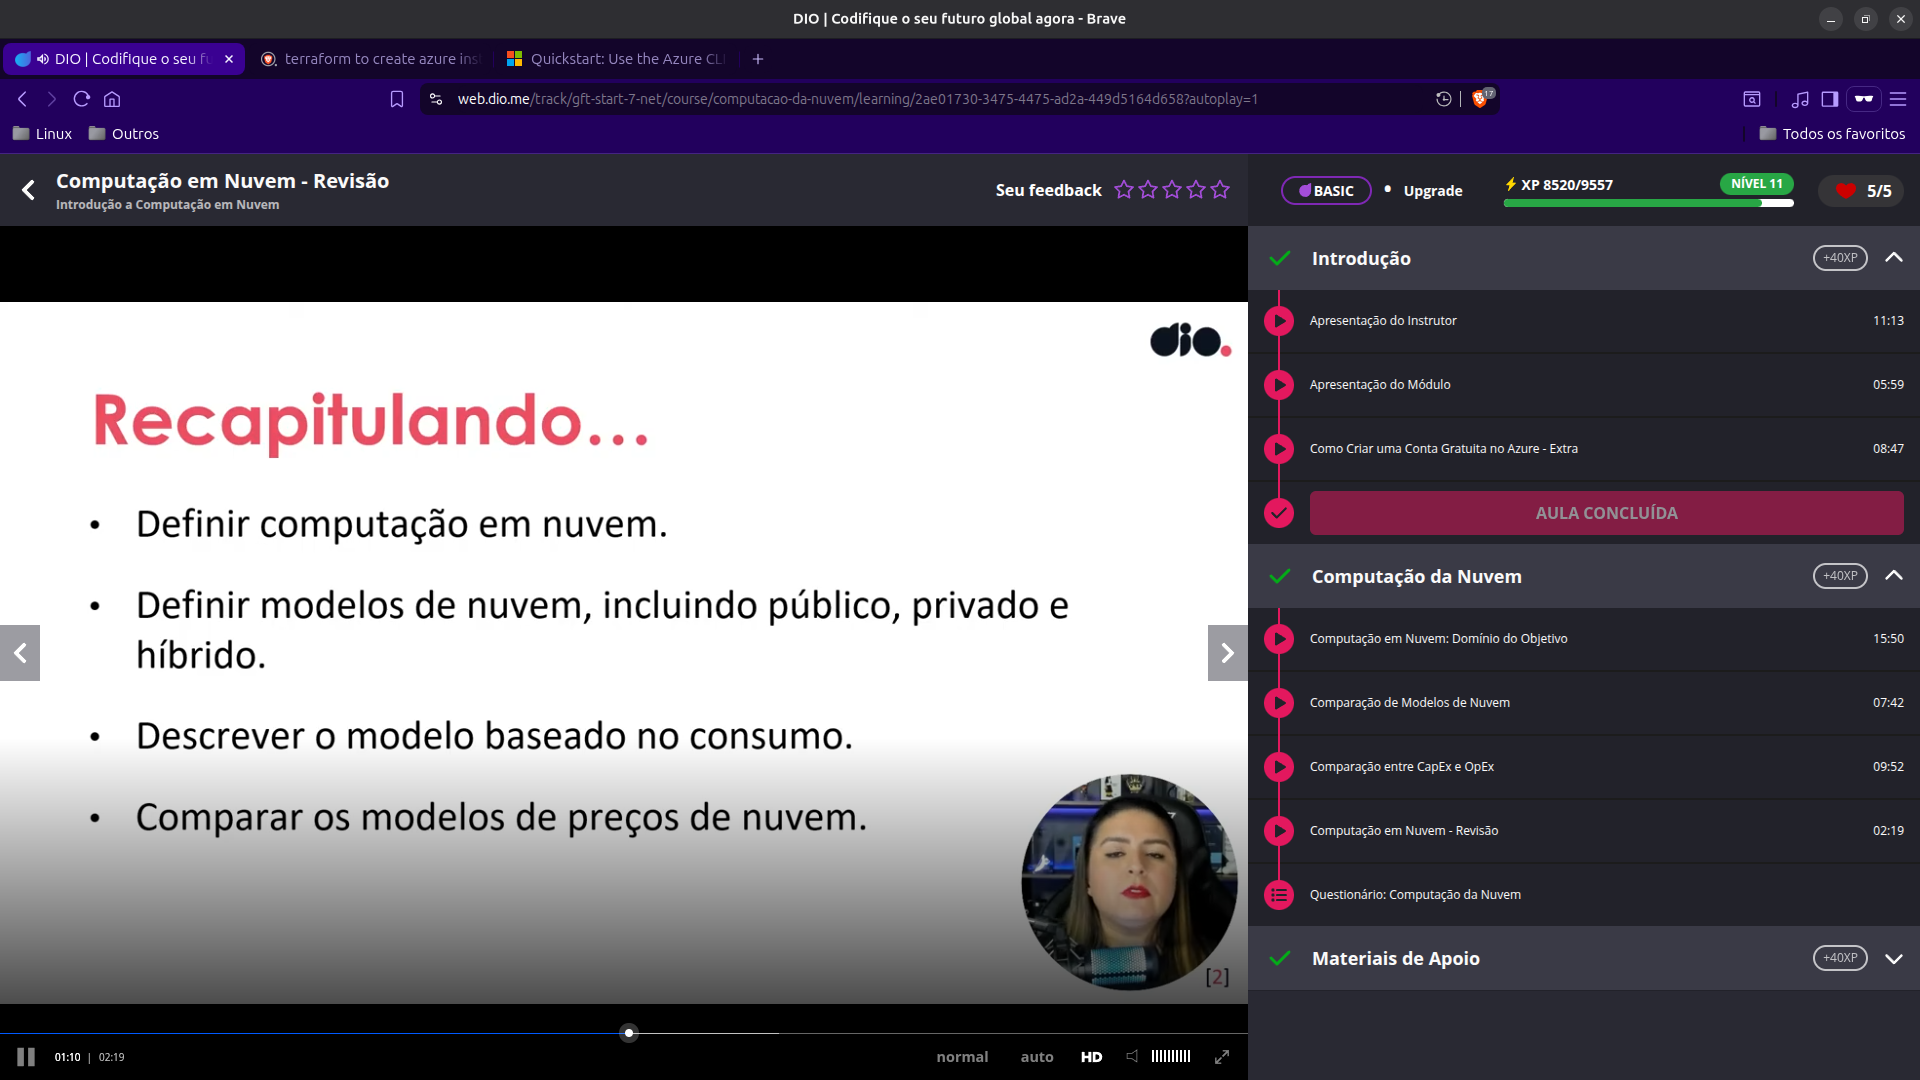 DIO | Codifique o seu futuro global agora - Brave
DIO | Codifique o seu fu
terraform to create azure inst
Quickstart: Use the Azure CLI
web.dio.me/track/gft-start-7-net/course/computacao-da-nuvem/learning/2ae01730-3475-4475-ad2a-449d5164d658?autoplay=1
17
Linux
Outros
Todos os favoritos
Computação em Nuvem - Revisão
Introdução a Computação em Nuvem
Seu feedback
BASIC
Upgrade
XP 8520/9557
NÍVEL 11
5/5
dio.
Recapitulando...
• Definir computação em nuvem.
• Definir modelos de nuvem, incluindo público, privado e
híbrido.
• Descrever o modelo baseado no consumo.
• Comparar os modelos de preços de nuvem.
[2]
01:10 | 02:19
normal
auto
HD
Introdução
+40XP
Apresentação do Instrutor
11:13
Apresentação do Módulo
05:59
Como Criar uma Conta Gratuita no Azure - Extra
08:47
AULA CONCLUÍDA
Computação da Nuvem
+40XP
Computação em Nuvem: Domínio do Objetivo
15:50
Comparação de Modelos de Nuvem
07:42
Comparação entre CapEx e OpEx
09:52
Computação em Nuvem - Revisão
02:19
Questionário: Computação da Nuvem
Materiais de Apoio
+40XP